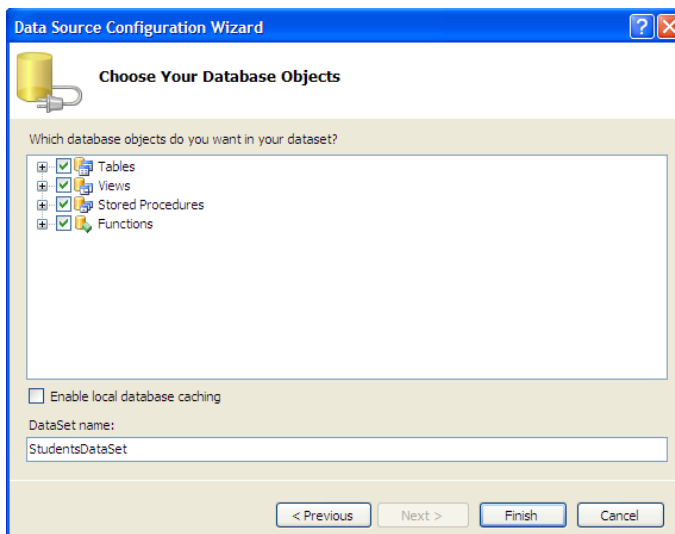 Data Source Configuration Wizard
Choose Your Database Objects
Which database objects do you want in your dataset?
Tables
Views
Stored Procedures
Functions
Enable local database caching
DataSet name:
StudentsDataSet
< Previous Next > Finish Cancel